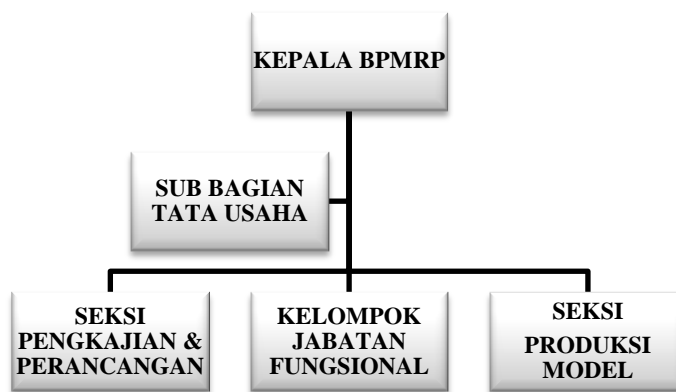 KEPALA BPMRP
SUB BAGIAN
TATA USAHA
SEKSI
PENGKAJIAN &
PERANCANGAN
KELOMPOK
JABATAN
FUNGSIONAL
SEKSI
PRODUKSI
MODEL